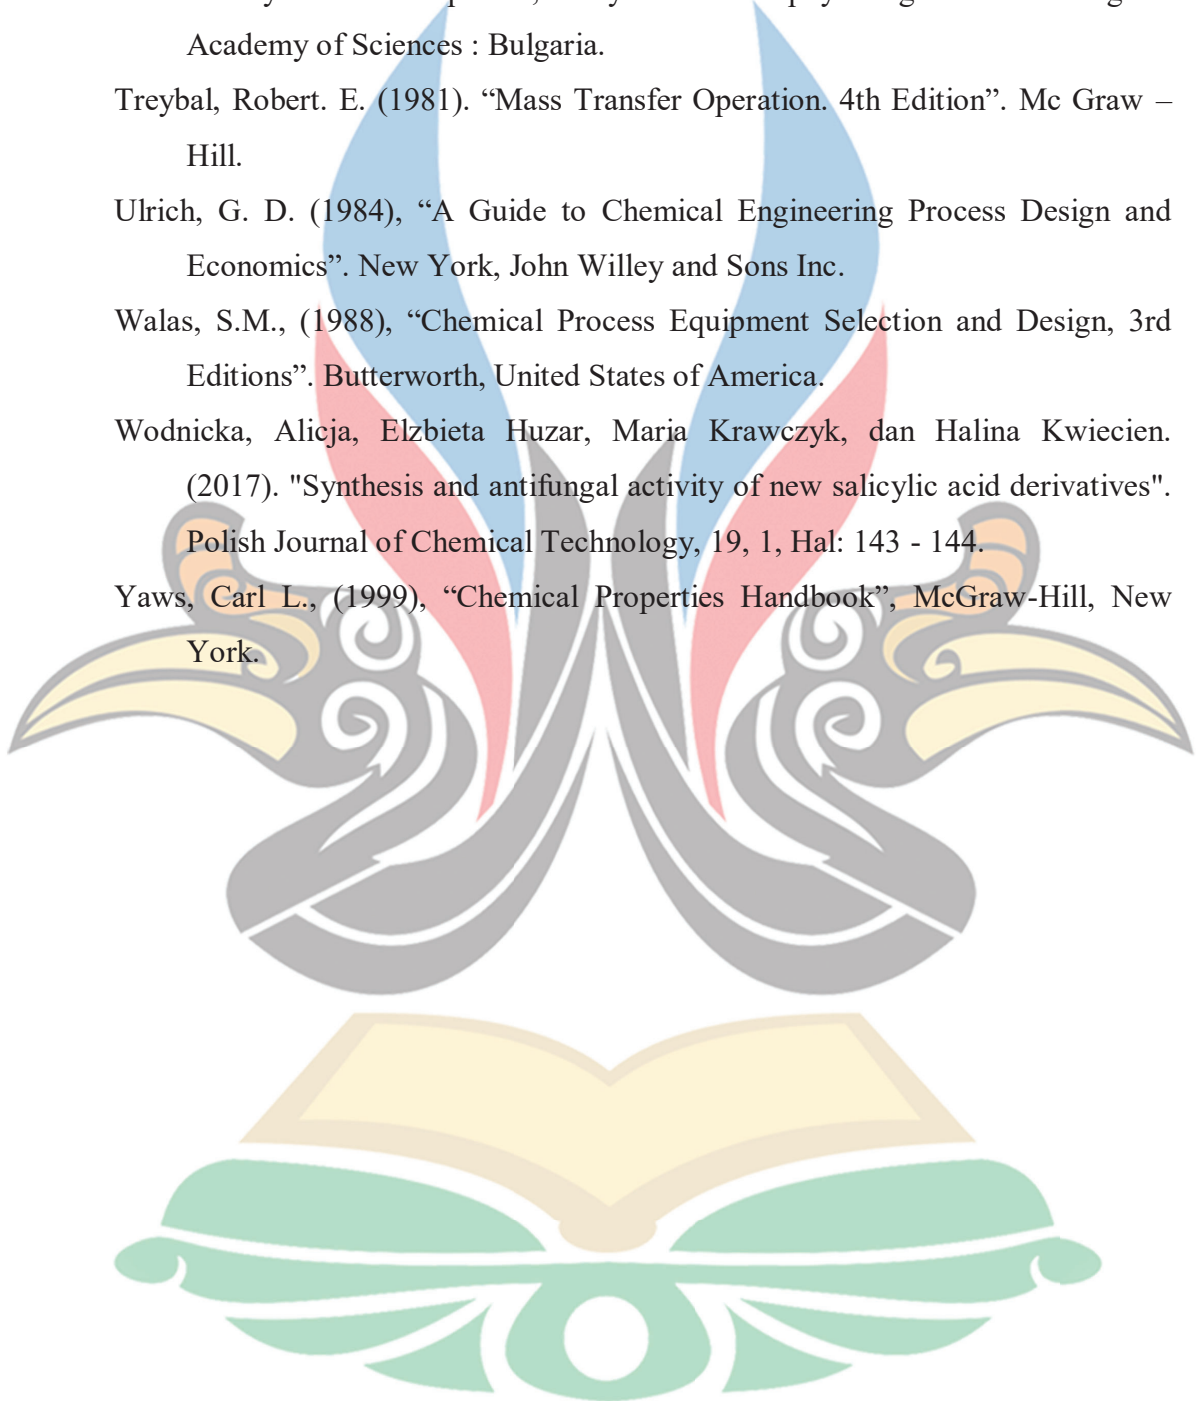 Academy of Sciences : Bulgaria.
Treybal, Robert. E. (1981). “Mass Transfer Operation. 4th Edition”. Mc Graw –
Hill.
Ulrich, G. D. (1984), “A Guide to Chemical Engineering Process Design and
Economics”. New York, John Willey and Sons Inc.
Walas, S.M., (1988), “Chemical Process Equipment Selection and Design, 3rd
Editions”. Butterworth, United States of America.
Wodnicka, Alicja, Elzbieta Huzar, Maria Krawczyk, dan Halina Kwiecien.
(2017). "Synthesis and antifungal activity of new salicylic acid derivatives".
Polish Journal of Chemical Technology, 19, 1, Hal: 143 - 144.
Yaws, Carl L., (1999), “Chemical Properties Handbook”, McGraw-Hill, New
York.